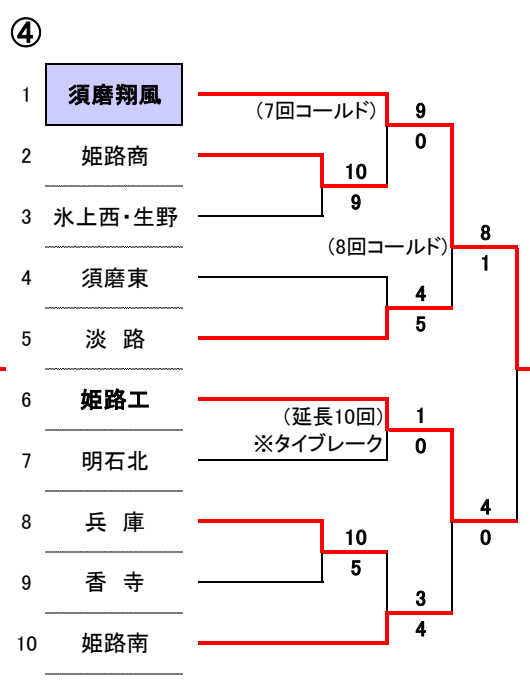 ④
1 須磨翔風
(7回コールド) 9
0
2 姫路商
10
9
3 氷上西・生野
(8回コールド) 8
1
4 須磨東
4
5
5 淡 路
6 姫路工
(延長10回) 1
※タイブレーク 0
7 明石北
4
0
8 兵 庫
10
5
9 香 寺
3
4
10 姫路南